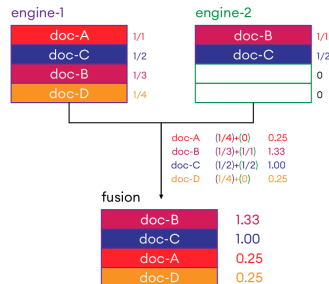 engine-1
engine-2
doc-A 1/1
doc-C 1/2
doc-B 1/3
doc-D 1/4
doc-B 1/1
doc-C 1/2
0
0
doc-A (1/4)+(0) 0.25
doc-B (1/3)+(1/1) 1.33
doc-C (1/2)+(1/2) 1.00
doc-D (1/4)+(0) 0.25
fusion
doc-B 1.33
doc-C 1.00
doc-A 0.25
doc-D 0.25